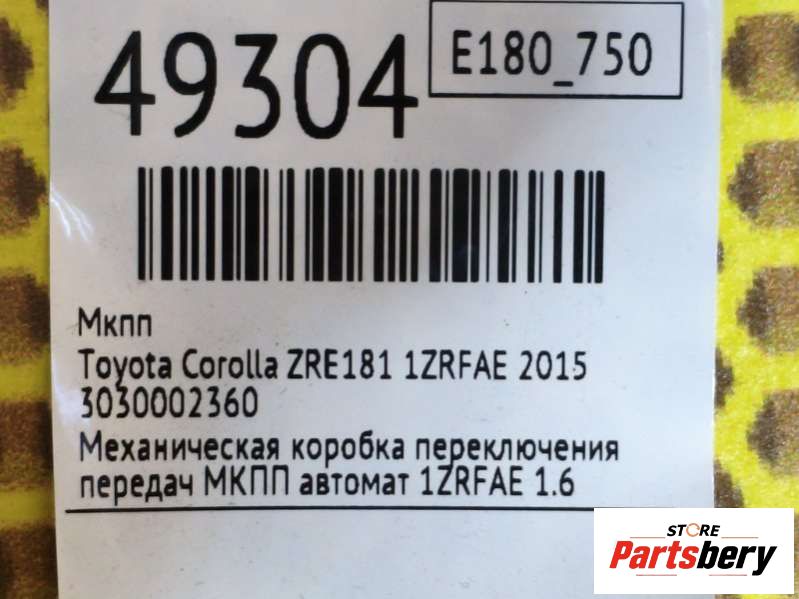 49304
E180_750
Мкпп
Toyota Corolla ZRE181 1ZRFAE 2015
3030002360
Механическая коробка переключения
передач МКПП автомат 1ZRFAE 1.6
STORE
Partsbery